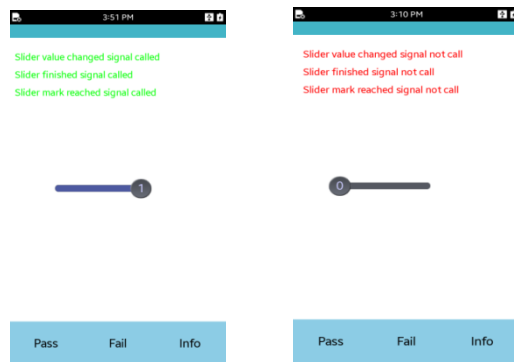 3:51 PM
Slider value changed signal called
Slider finished signal called
Slider mark reached signal called
1
Pass Fail Info
3:10 PM
Slider value changed signal not call
Slider finished signal not call
Slider mark reached signal not call
0
Pass Fail Info